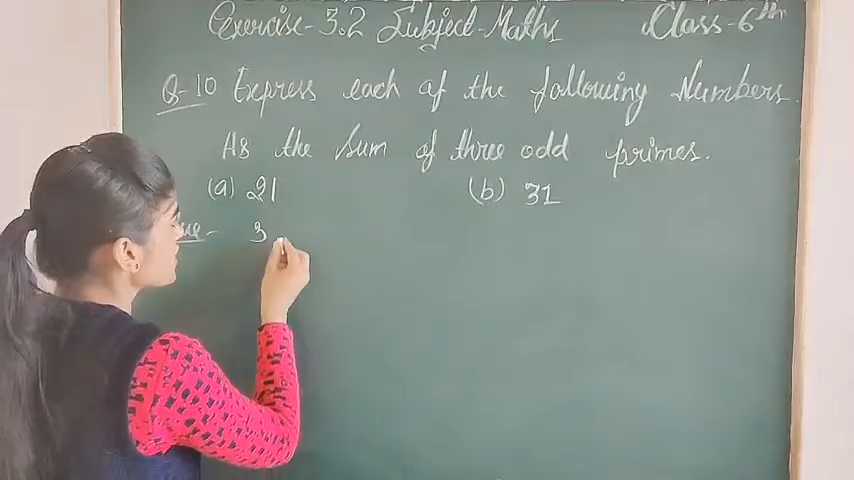 Exercise-3.2 Subject-Maths Class-6th
Q-10 Express each of the following Numbers.
As the sum of three odd primes.
(a) 21 (b) 31
3